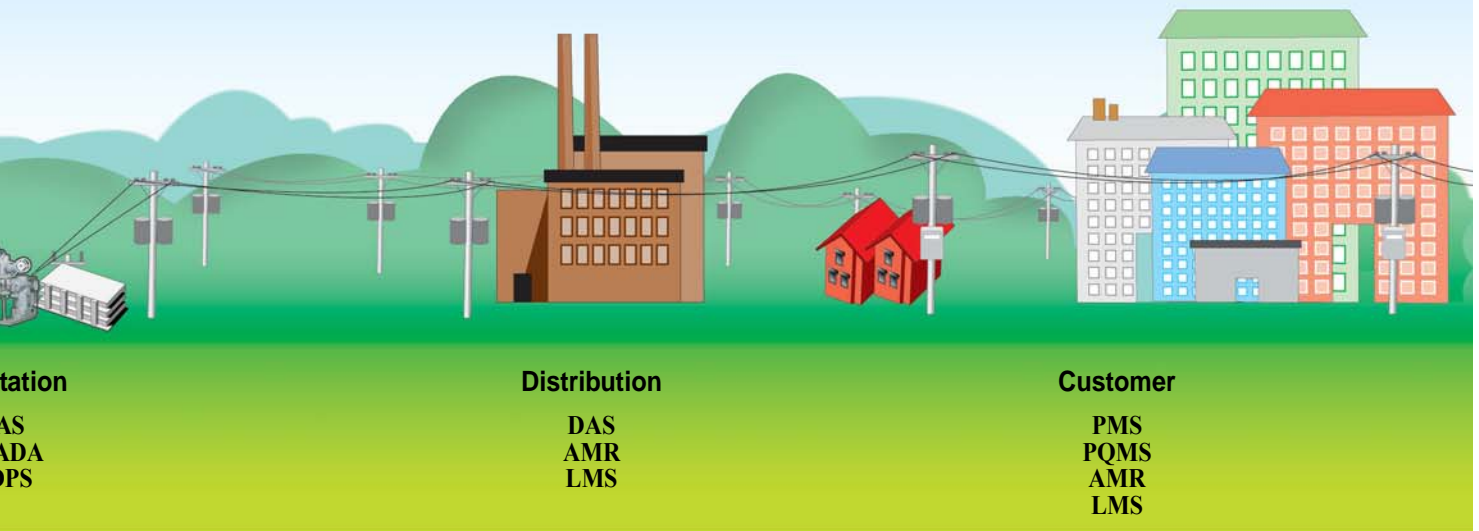 tation
AS
ADA
OPS
Distribution
DAS
AMR
LMS
Customer
PMS
PQMS
AMR
LMS